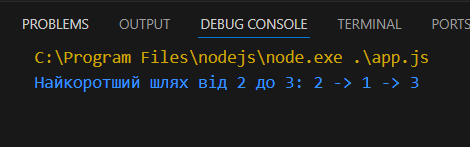 PROBLEMS OUTPUT DEBUG CONSOLE TERMINAL PORTS
C:\Program Files\nodejs\node.exe .\app.js
Найкоротший шлях від 2 до 3: 2 -> 1 -> 3